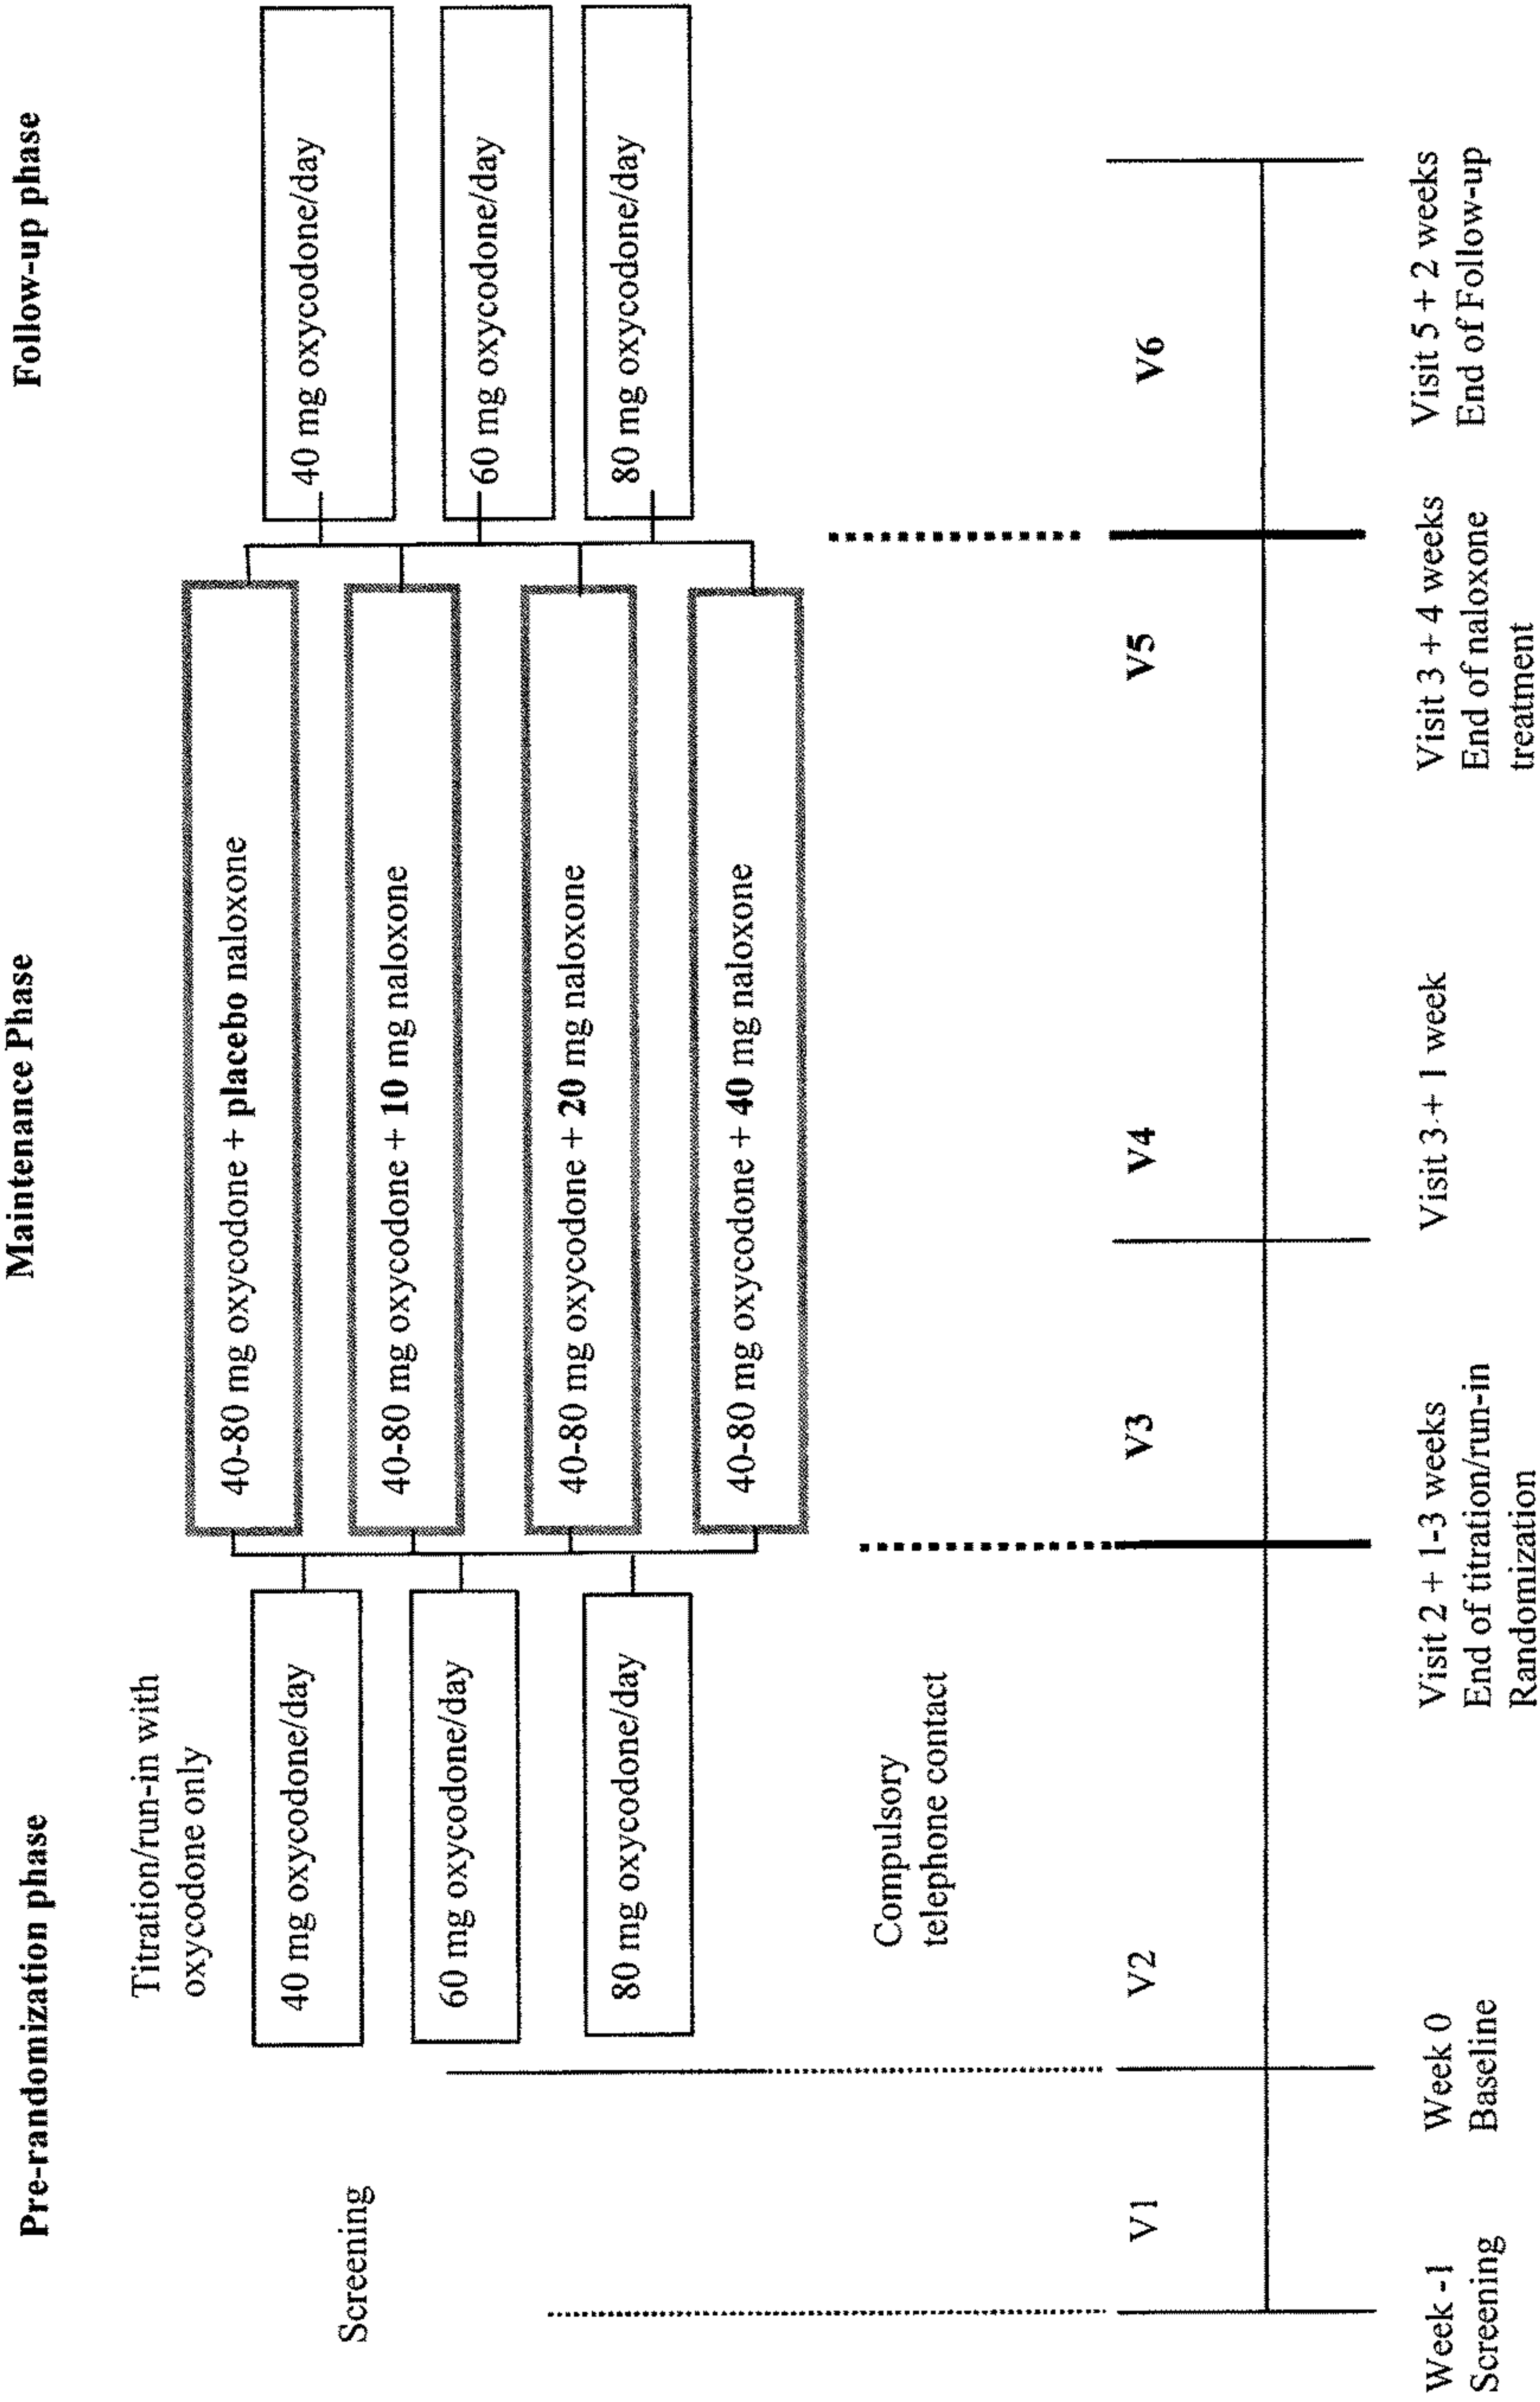 Pre-randomization phase
Maintenance Phase
Follow-up phase
Screening
Titration/run-in with
oxycodone only
40 mg oxycodone/day
60 mg oxycodone/day
80 mg oxycodone/day
Compulsory
telephone contact
40-80 mg oxycodone + placebo naloxone
40-80 mg oxycodone + 10 mg naloxone
40-80 mg oxycodone + 20 mg naloxone
40-80 mg oxycodone + 40 mg naloxone
40 mg oxycodone/day
60 mg oxycodone/day
80 mg oxycodone/day
V1
V2
V3
V4
V5
V6
Week -1
Screening
Week 0
Baseline
Visit 2 + 1-3 weeks
End of titration/run-in
Randomization
Visit 3 + 1 week
Visit 3 + 4 weeks
End of naloxone
treatment
Visit 5 + 2 weeks
End of Follow-up